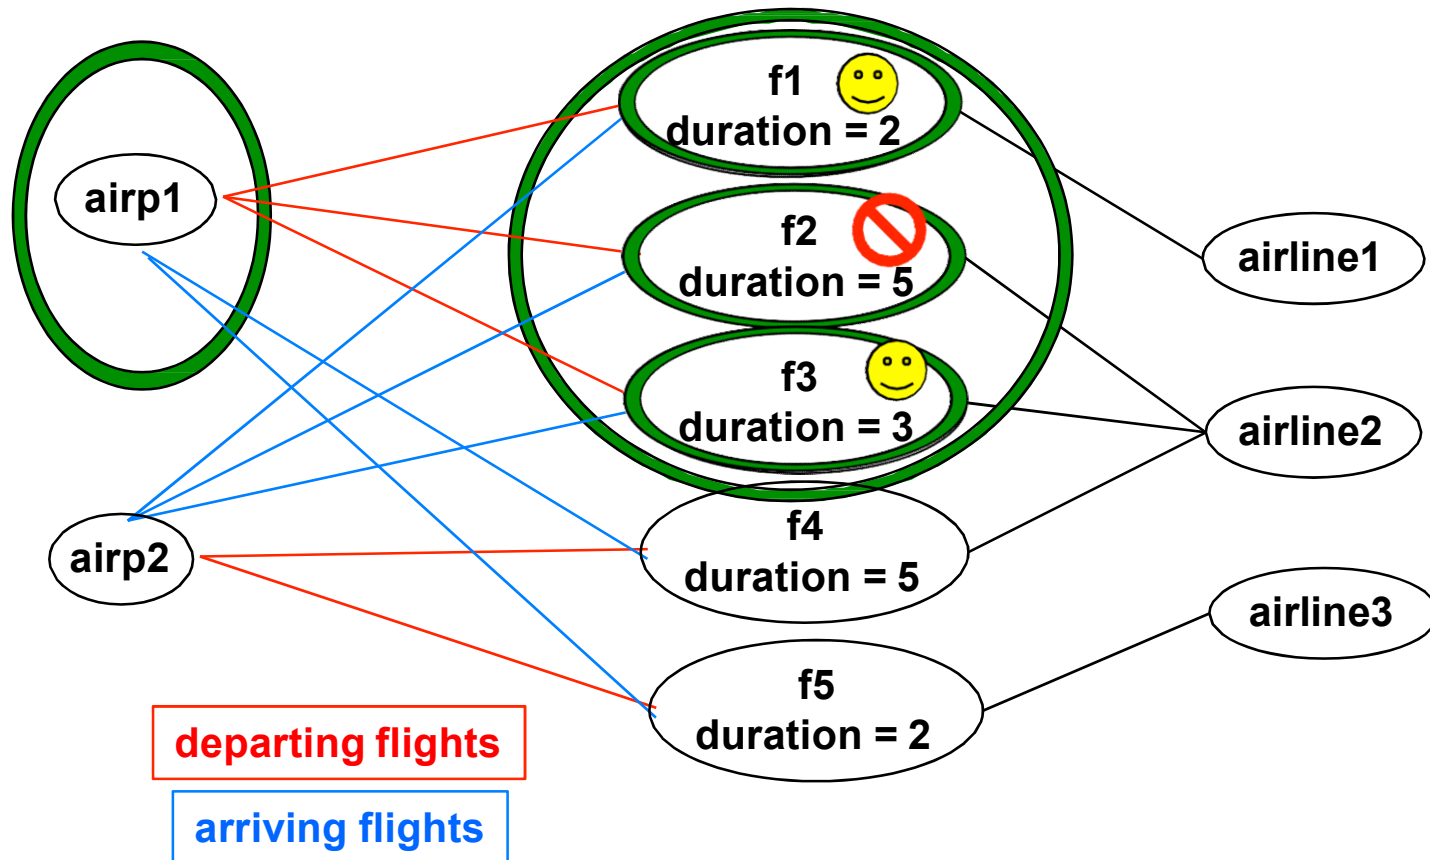 airp1
airp2
f1
duration = 2
f2
duration = 5
f3
duration = 3
f4
duration = 5
f5
duration = 2
airline1
airline2
airline3
departing flights
arriving flights